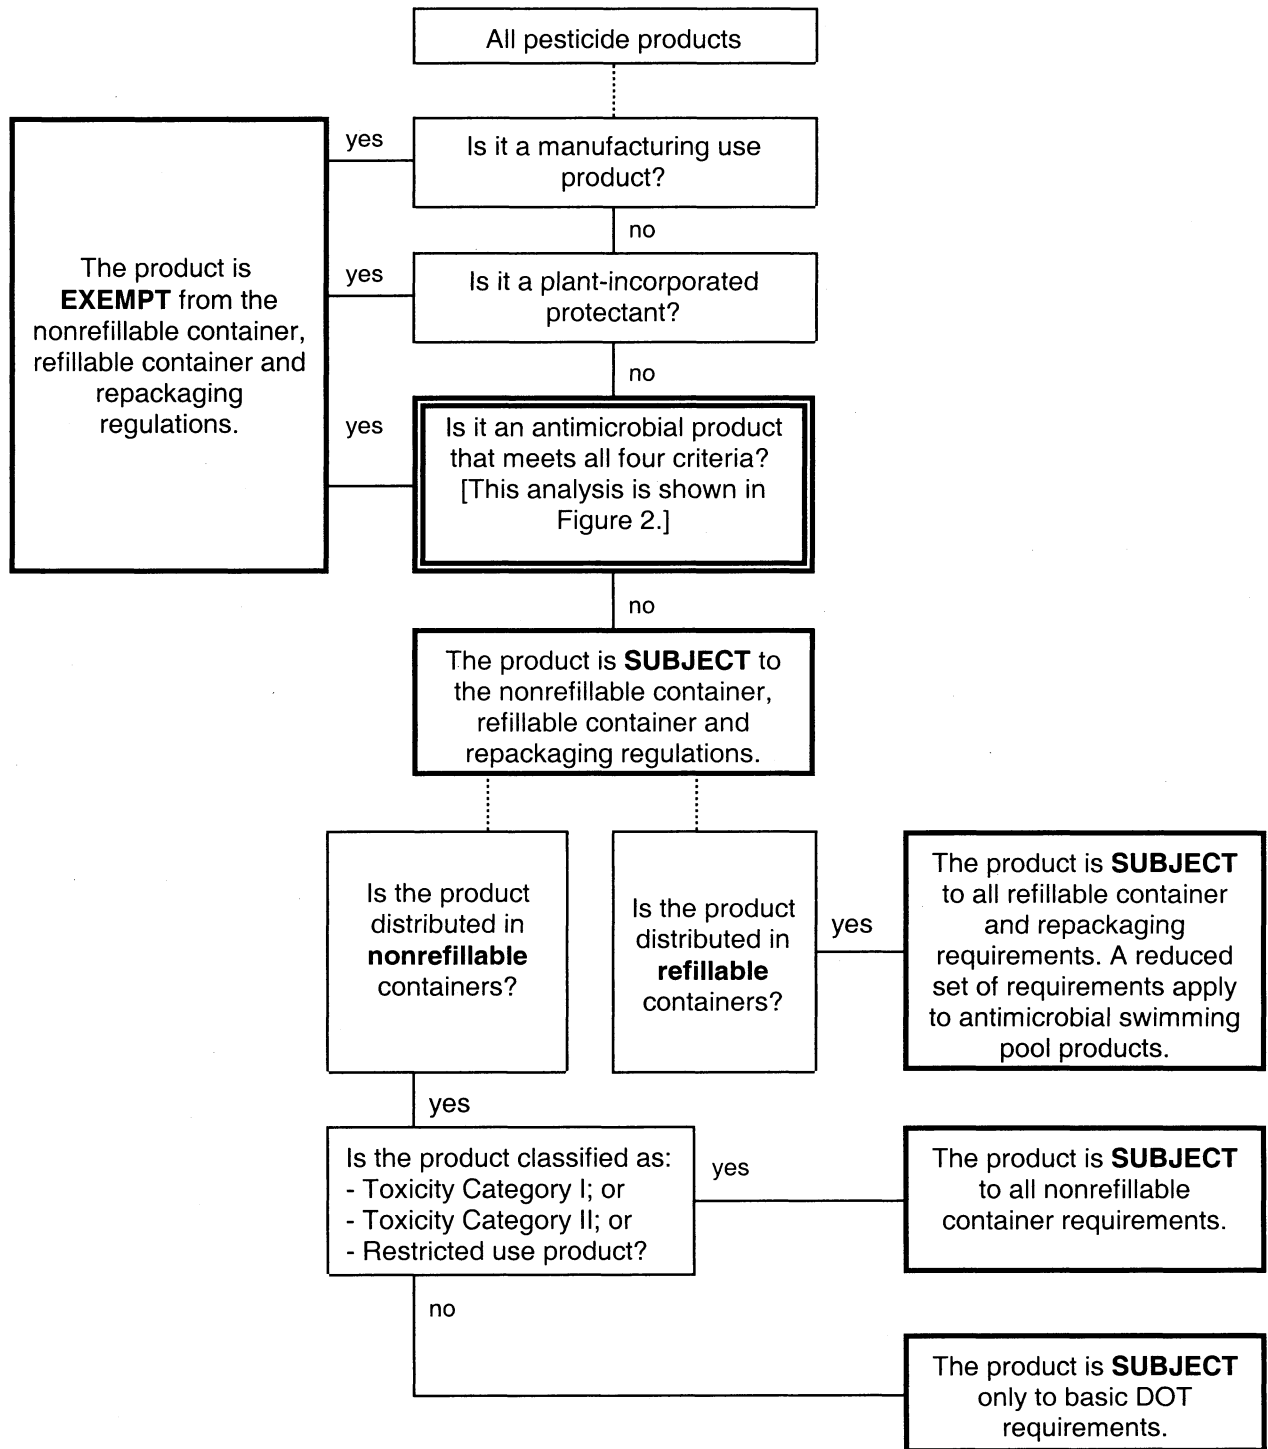 All pesticide products
yes
Is it a manufacturing use
product?
no
The product is
EXEMPT from the
nonrefillable container,
refillable container and
repackaging
regulations.
yes
Is it a plant-incorporated
protectant?
no
yes
Is it an antimicrobial product
that meets all four criteria?
[This analysis is shown in
Figure 2.]
no
The product is SUBJECT to
the nonrefillable container,
refillable container and
repackaging regulations.
Is the product
distributed in
nonrefillable
containers?
Is the product
distributed in
refillable
containers?
yes
The product is SUBJECT
to all refillable container
and repackaging
requirements. A reduced
set of requirements apply
to antimicrobial swimming
pool products.
yes
Is the product classified as:
- Toxicity Category I; or
- Toxicity Category II; or
- Restricted use product?
yes
The product is SUBJECT
to all nonrefillable
container requirements.
no
The product is SUBJECT
only to basic DOT
requirements.